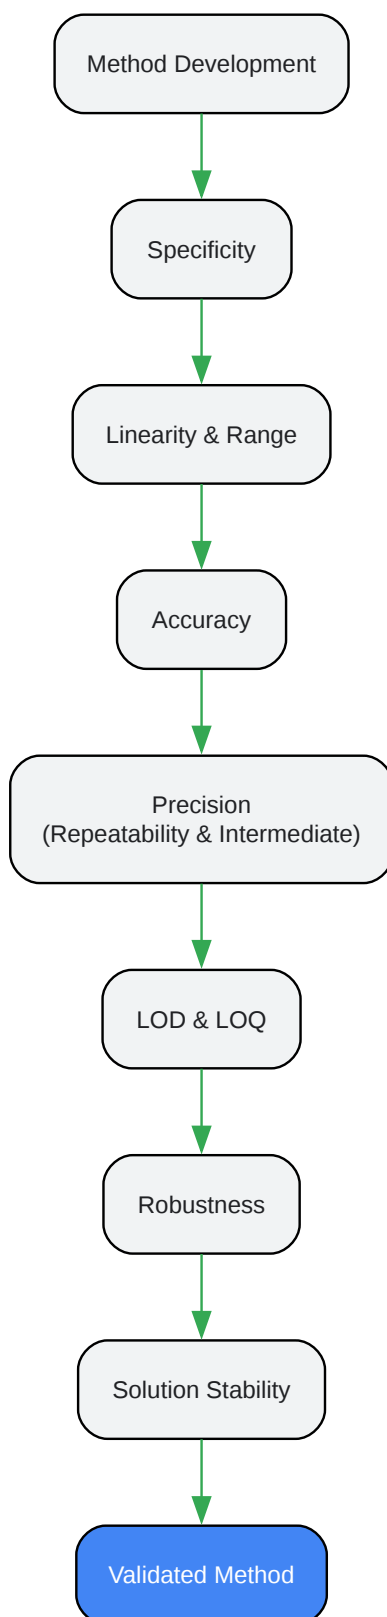 Method Development
Specificity
Linearity & Range
Accuracy
Precision
(Repeatability & Intermediate)
LOD & LOQ
Robustness
Solution Stability
Validated Method